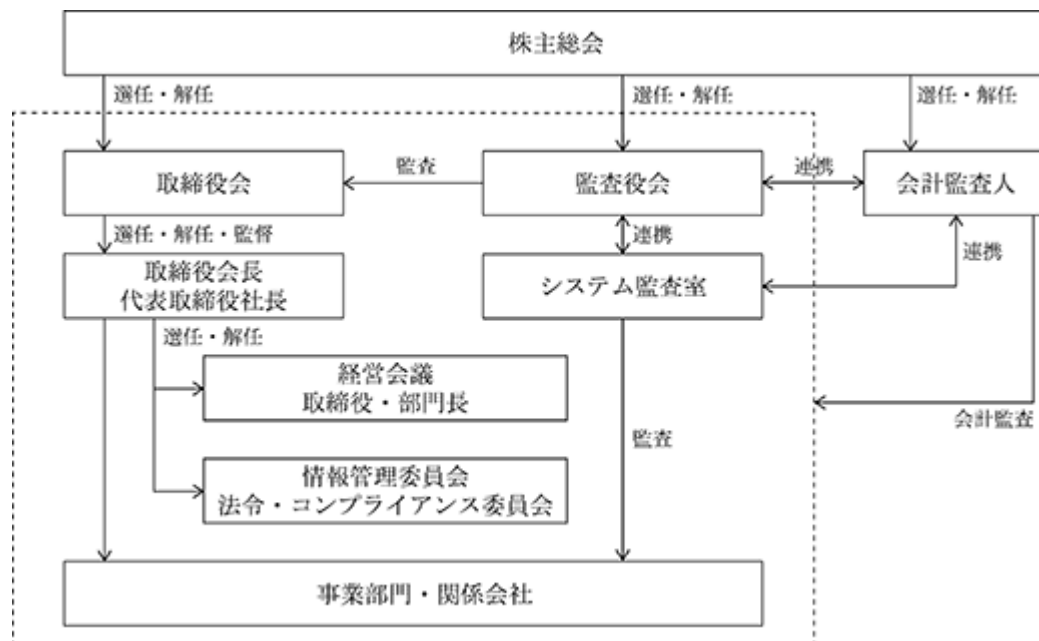 株主総会
選任・解任
選任・解任
選任・解任
取締役会
監査
監査役会
連携
会計監査人
選任・解任・監督
連携
連携
取締役会長
代表取締役社長
システム監査室
選任・解任
経営会議
取締役・部門長
会計監査
監査
情報管理委員会
法令・コンプライアンス委員会
事業部門・関係会社